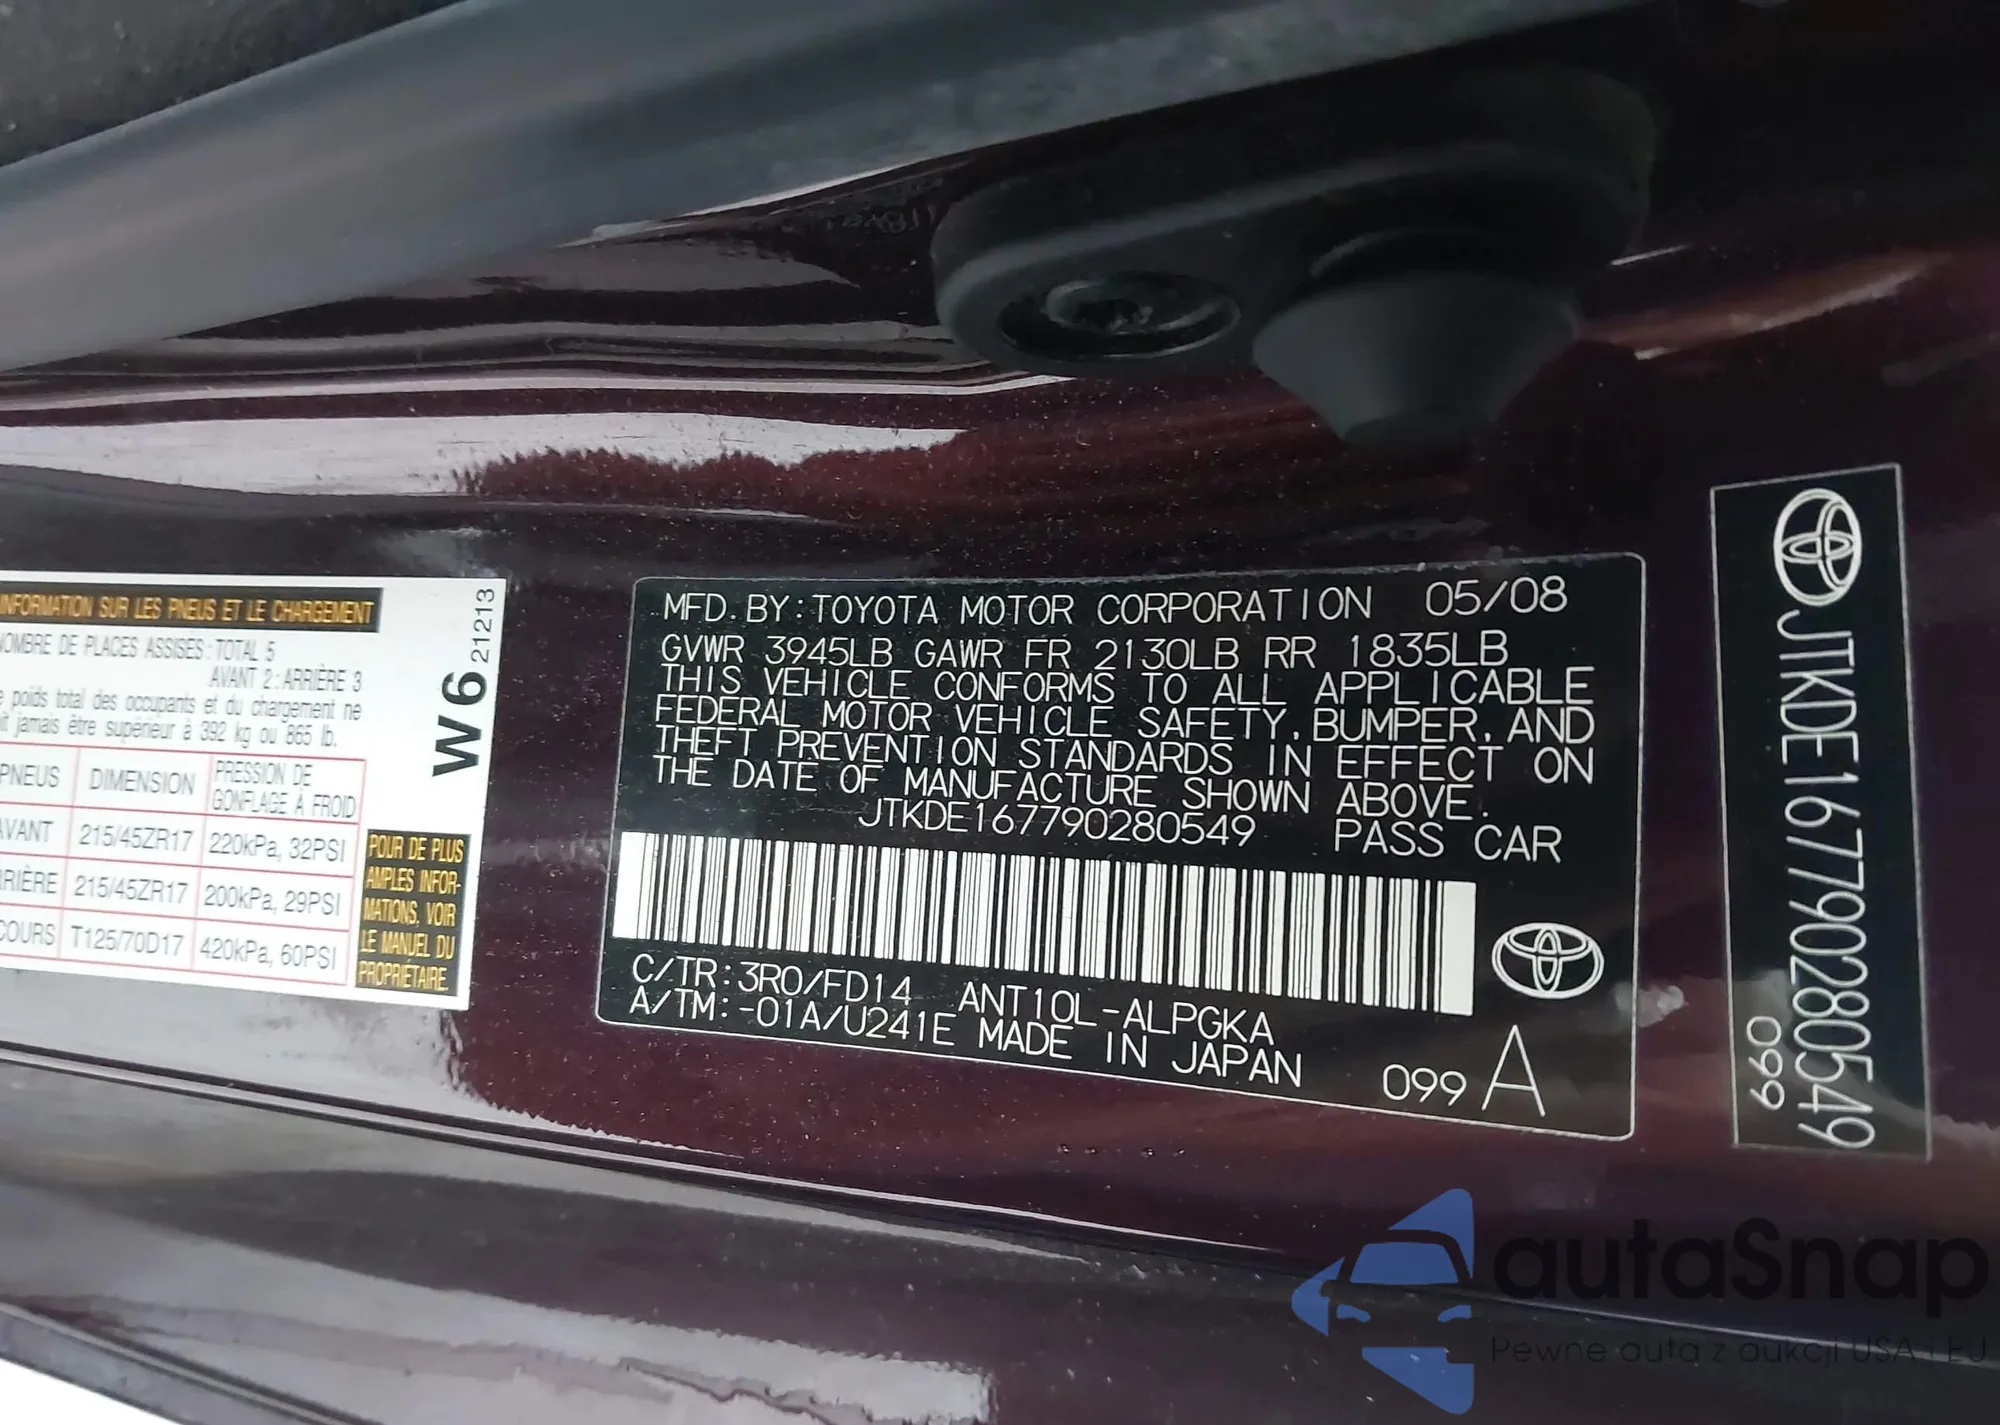 INFORMATION SUR LES PNEUS ET LE CHARGEMENT
NOMBRE DE PLACES ASSISES : TOTAL 5
AVANT 2 : ARRIÈRE 3
poids total des occupants et du chargement ne
jamais être supérieur à 392 kg ou 865 lb.
PNEUS DIMENSION PRESSION DE GONFLAGE À FROID
AVANT 215/45ZR17 220kPa, 32PSI
215/45ZR17 200kPa, 29PSI
T125/70D17 420kPa, 60PSI
POUR DE PLUS
AMPLES INFOR-
MATIONS, VOIR
LE MANUEL DU
PROPRIÉTAIRE.
W6 21213
MFD. BY: TOYOTA MOTOR CORPORATION 05/08
GVWR 3945LB GAWR FR 2130LB RR 1835LB
THIS VEHICLE CONFORMS TO ALL APPLICABLE
FEDERAL MOTOR VEHICLE SAFETY, BUMPER, AND
THEFT PREVENTION STANDARDS IN EFFECT ON
THE DATE OF MANUFACTURE SHOWN ABOVE.
JTKDE167790280549 PASS CAR
C/TR: 3R0/FD14 ANT10L-ALPGKA
A/TM: -01A/U241E MADE IN JAPAN
099 A
JTKDE167790280549
099
autaSnap
Pewne auta z aukcji USA i EU